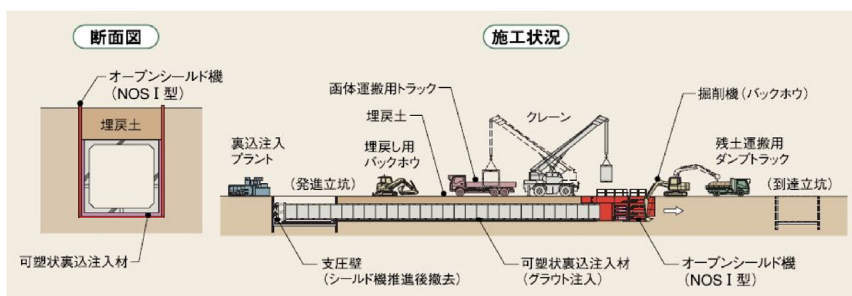 断面図
オープンシールド機
(NOSⅠ型)
埋戻土
可塑状裏込注入材
施工状況
函体運搬用トラック
埋戻土
クレーン
掘削機(バックホウ)
裏込注入
プラント
(発進立坑)
埋戻し用
バックホウ
残土運搬用
ダンプトラック
(到達立坑)
支圧壁
(シールド機推進後撤去)
可塑状裏込注入材
(グラウト注入)
オープンシールド機
(NOSⅠ型)